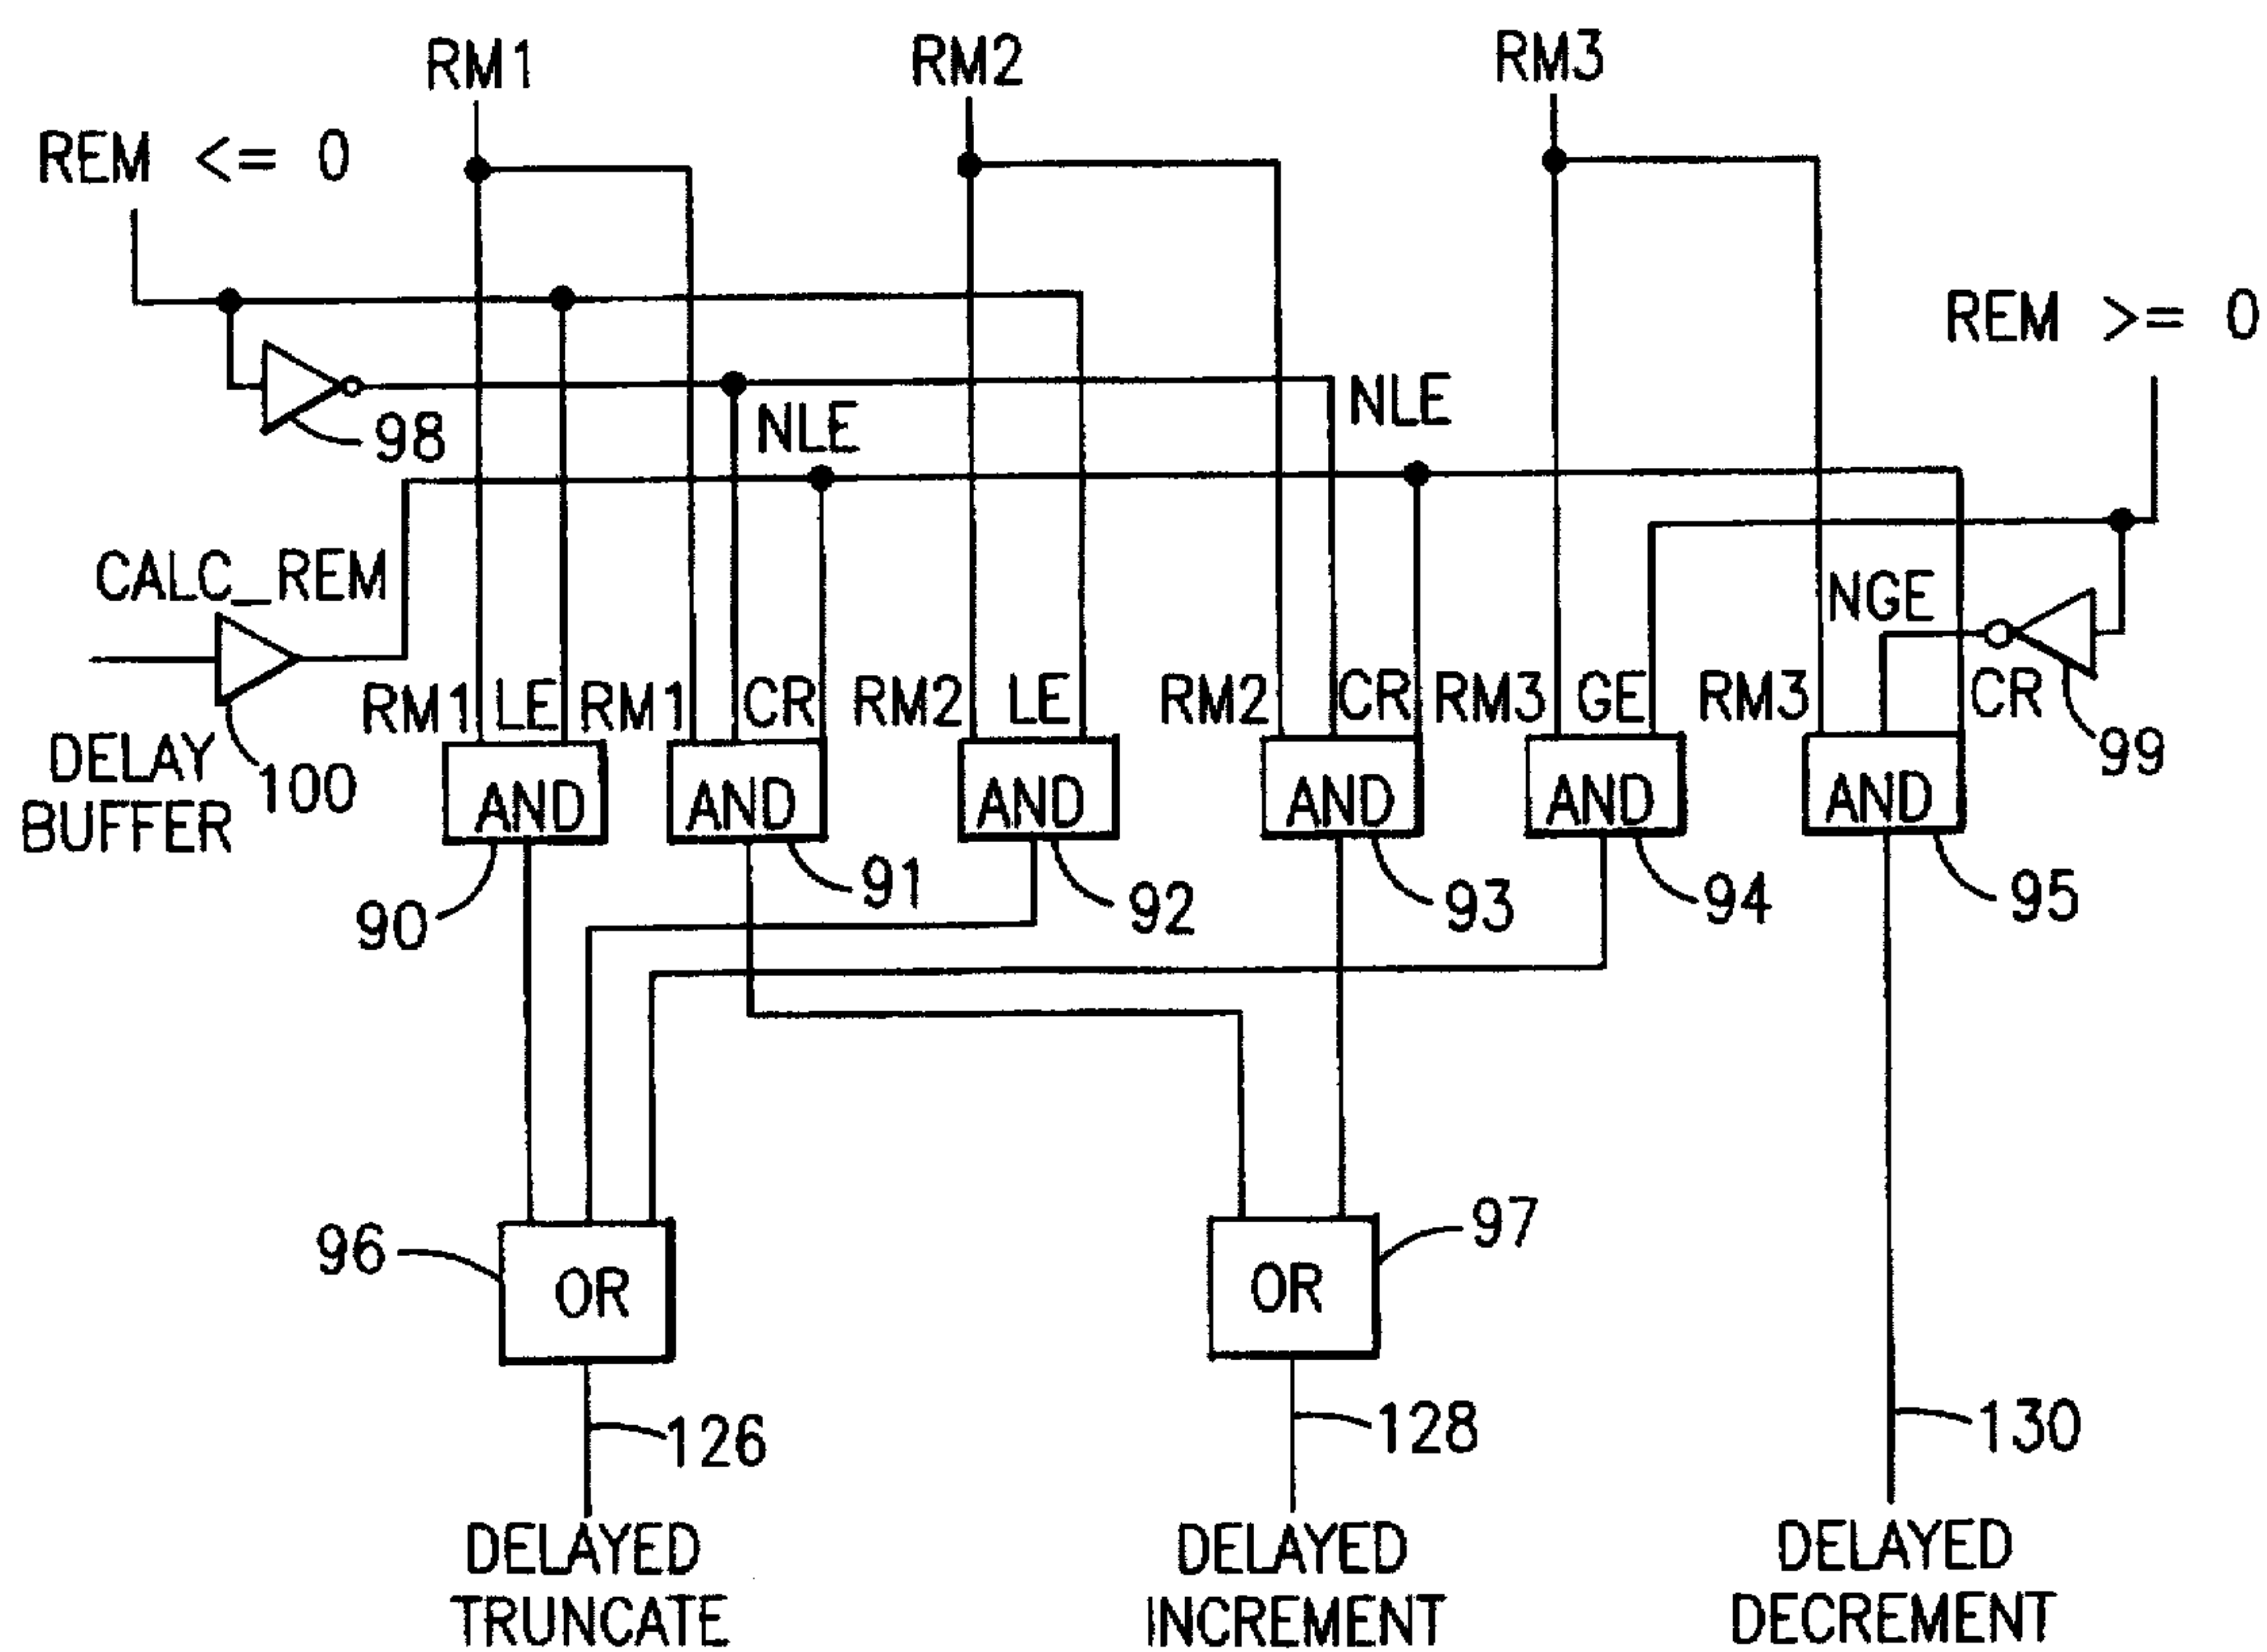 RM1
RM2
RM3
REM <= 0
REM >= 0
NLE
98
NLE
CALC_REM
NGE
RM1
LE
RM1
CR
RM2
LE
RM2
CR
RM3
GE
RM3
CR
99
DELAY
BUFFER
100
AND
AND
AND
AND
AND
AND
90
91
92
93
94
95
96
OR
97
OR
126
128
130
DELAYED
TRUNCATE
DELAYED
INCREMENT
DELAYED
DECREMENT